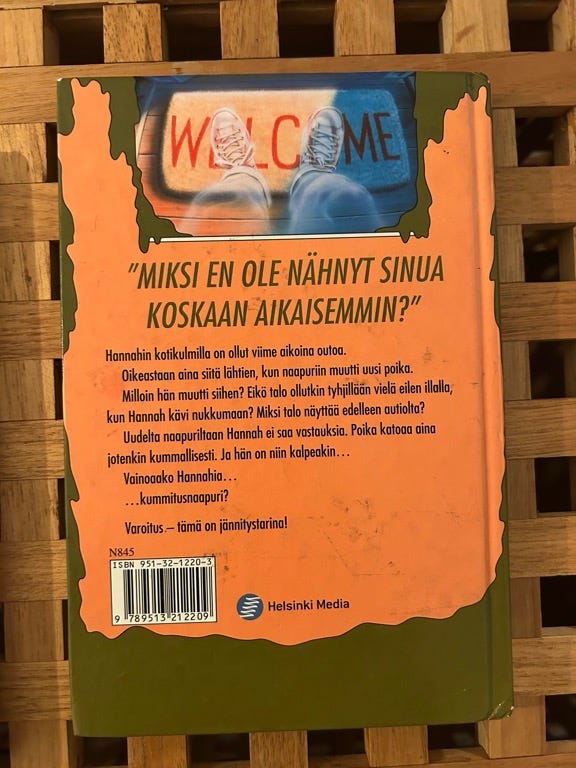 WELCOME
"MIKSI EN OLE NÄHNYT SINUA
KOSKAAN AIKAISEMMIN?"
Hannahin kotikulmilla on ollut viime aikoina outoa.
Oikeastaan aina siitä lähtien, kun naapuriin muutti uusi poika.
Milloin hän muutti siihen? Eikö talo ollutkin tyhjillään vielä eilen illalla,
kun Hannah kävi nukkumaan? Miksi talo näyttää edelleen autiolta?
Uudelta naapuriltaan Hannah ei saa vastauksia. Poika katoaa aina
jotenkin kummallisesti. Ja hän on niin kalpeakin…
Vainoaako Hannahia…
…kummitusnaapuri?
Varoitus – tämä on jännitystarina!
N845
ISBN 951-32-1220-3
9 789513 212209
Helsinki Media